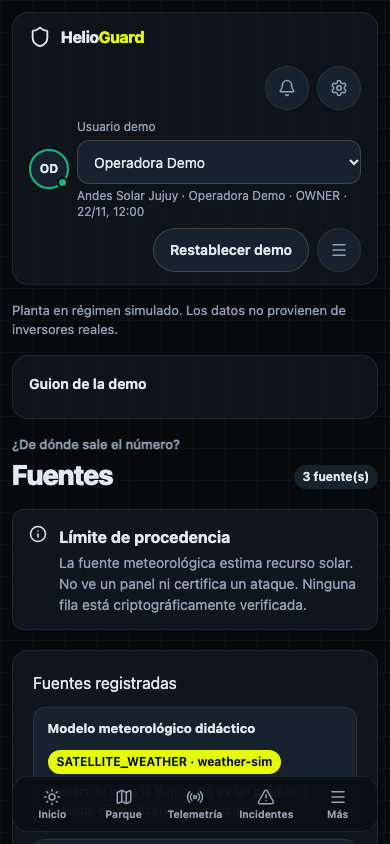 HelioGuard
Usuario demo
OD
Operadora Demo
Andes Solar Jujuy · Operadora Demo · OWNER ·
22/11, 12:00
Restablecer demo
Planta en régimen simulado. Los datos no provienen de
inversores reales.
Guion de la demo
¿De dónde sale el número?
Fuentes
3 fuente(s)
Límite de procedencia
La fuente meteorológica estima recurso solar.
No ve un panel ni certifica un ataque. Ninguna
fila está criptográficamente verificada.
Fuentes registradas
Modelo meteorológico didáctico
SATELLITE_WEATHER · weather-sim
Inicio
Parque
Telemetría
Incidentes
Más